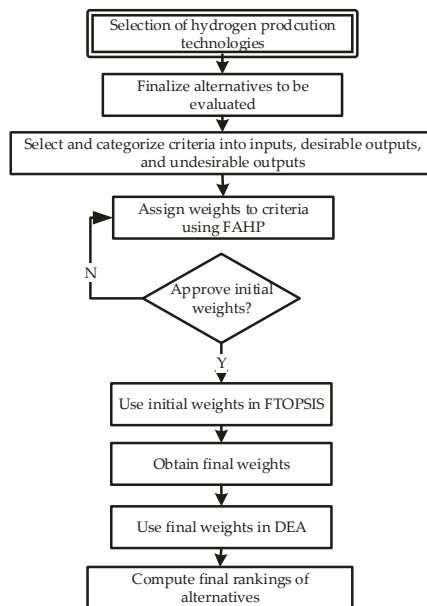 Selection of hydrogen prodcution
technologies
Finalize alternatives to be
evaluated
Select and categorize criteria into inputs, desirable outputs,
and undesirable outputs
Assign weights to criteria
using FAHP
N
Approve initial
weights?
Y
Use initial weights in FTOPSIS
Obtain final weights
Use final weights in DEA
Compute final rankings of
alternatives